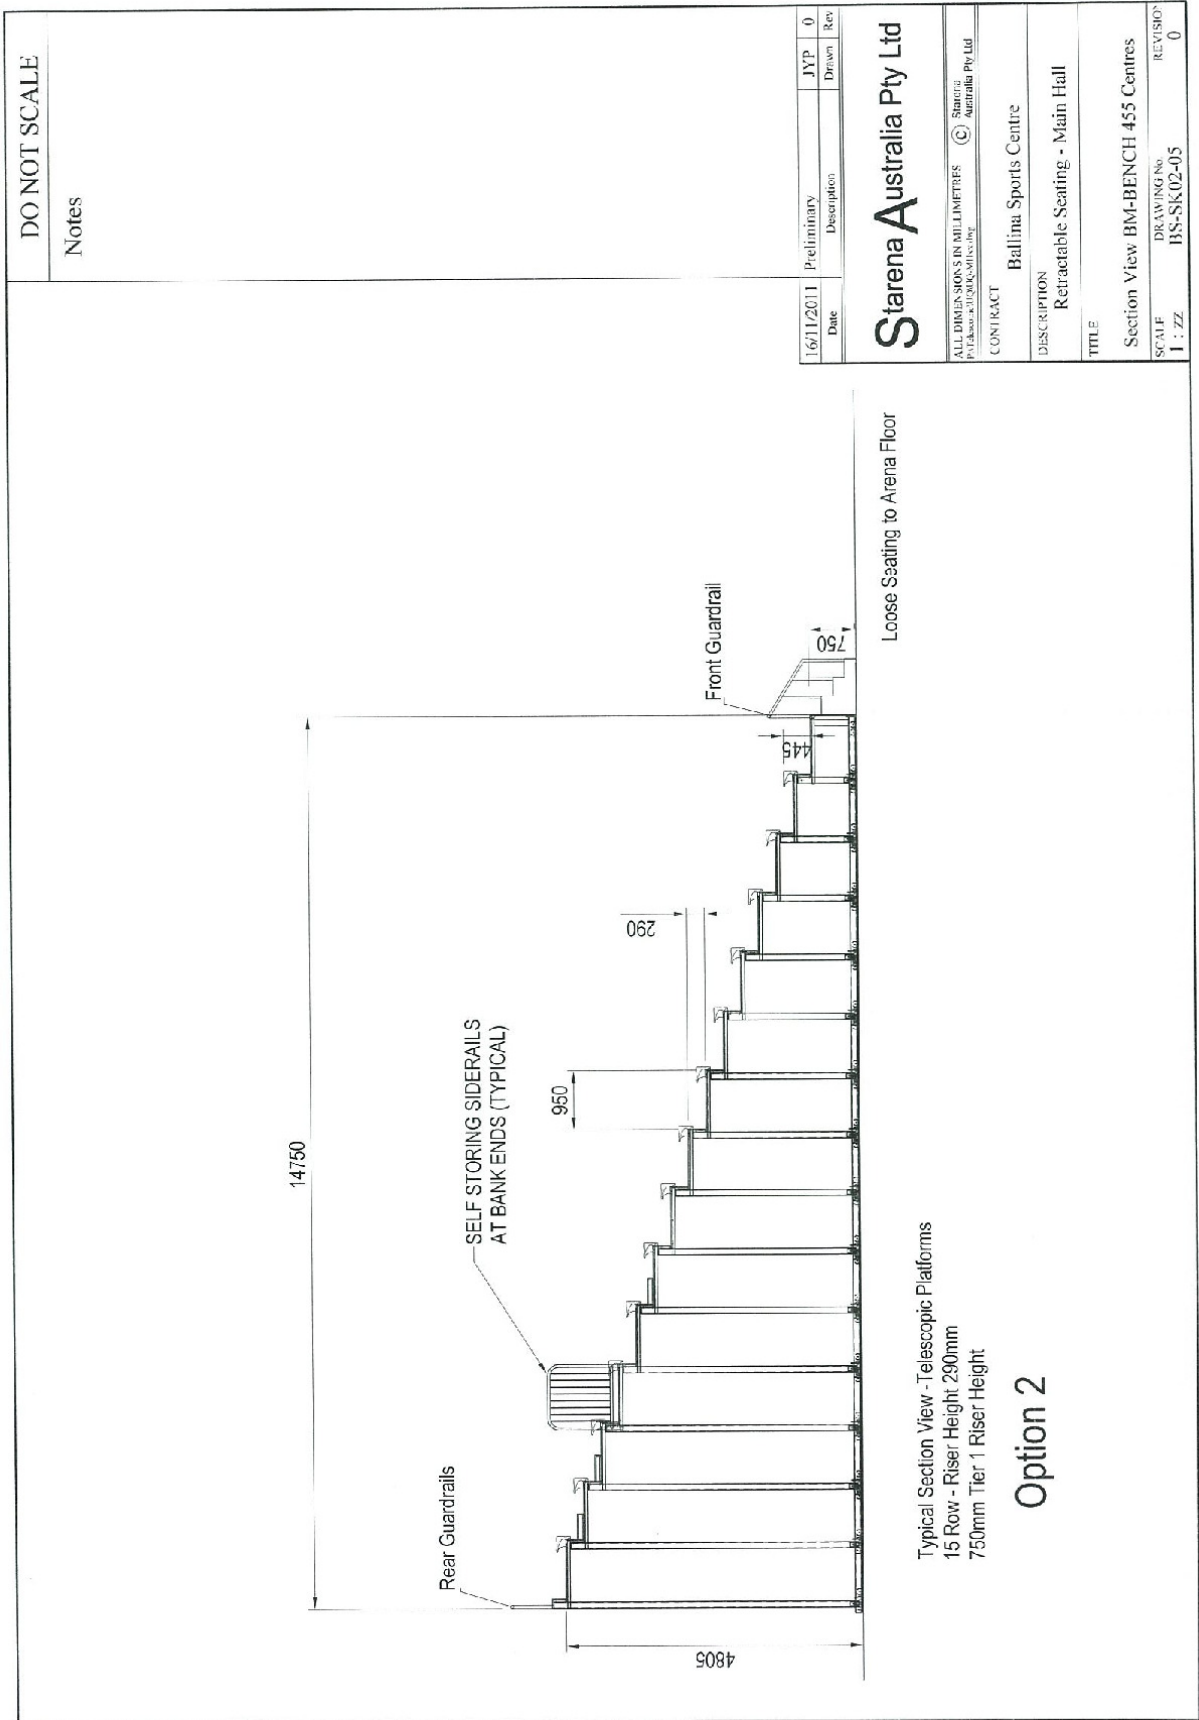 DO NOT SCALE
Notes
14750
SELF STORING SIDERAILS
AT BANK ENDS (TYPICAL)
Rear Guardrails
950
290
Front Guardrail
445
750
4805
Loose Seating to Arena Floor
Typical Section View - Telescopic Platforms
15 Row - Riser Height 290mm
750mm Tier 1 Riser Height
Option 2
16/11/2011 Preliminary JYP 0
Date Description Drawn Rev
Starena Australia Pty Ltd
ALL DIMENSIONS IN MILLIMETRES
© Starena
Australia Pty Ltd
CONTRACT
Ballina Sports Centre
DESCRIPTION
Retractable Seating - Main Hall
TITLE
Section View BM-BENCH 455 Centres
SCALE DRAWING No. REVISION
1 : ZZ BS-SK02-05 0